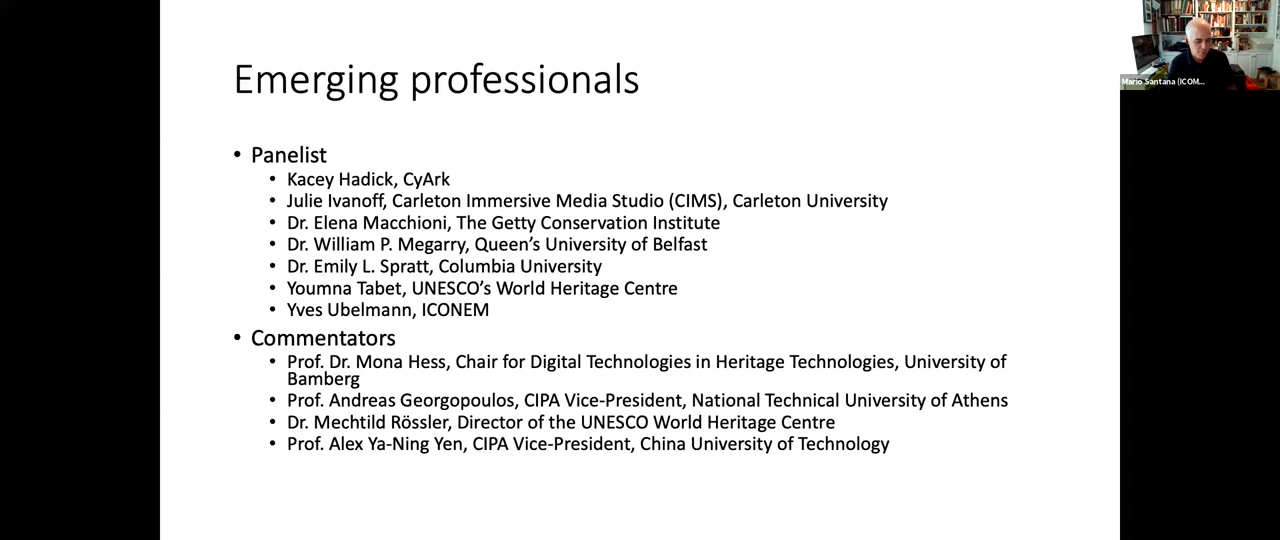 Emerging professionals
• Panelist
• Kacey Hadick, CyArk
• Julie Ivanoff, Carleton Immersive Media Studio (CIMS), Carleton University
• Dr. Elena Macchioni, The Getty Conservation Institute
• Dr. William P. Megarry, Queen's University of Belfast
• Dr. Emily L. Spratt, Columbia University
• Youmna Tabet, UNESCO's World Heritage Centre
• Yves Ubelmann, ICONEM
• Commentators
• Prof. Dr. Mona Hess, Chair for Digital Technologies in Heritage Technologies, University of
Bamberg
• Prof. Andreas Georgopoulos, CIPA Vice-President, National Technical University of Athens
• Dr. Mechtild Rössler, Director of the UNESCO World Heritage Centre
• Prof. Alex Ya-Ning Yen, CIPA Vice-President, China University of Technology
Mario Santana (ICOM...